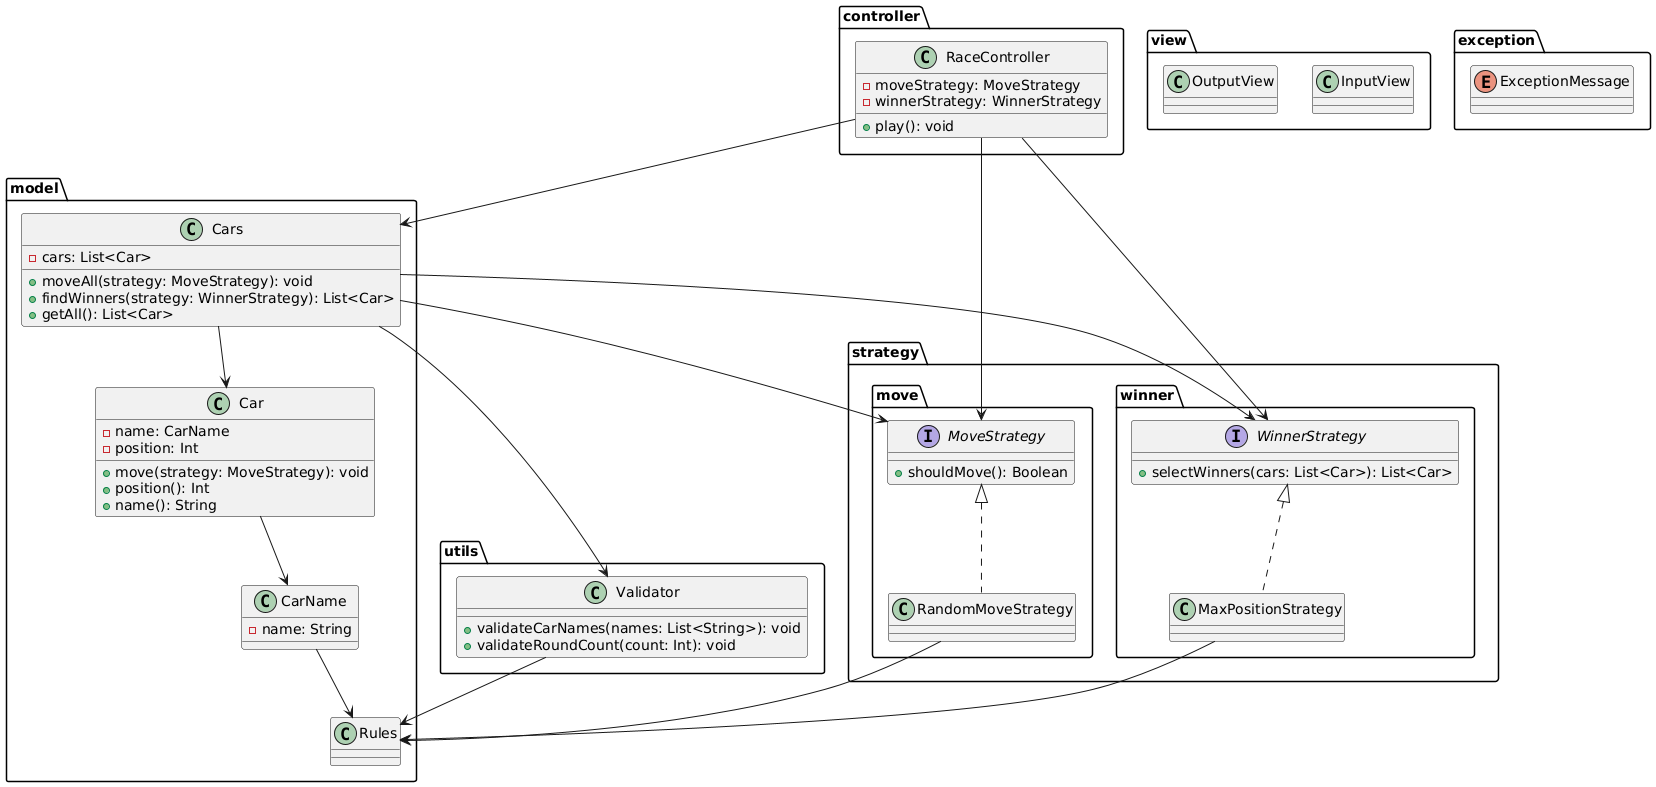 controller
C RaceController
moveStrategy: MoveStrategy
winnerStrategy: WinnerStrategy
play(): void
view
C OutputView
C InputView
exception
E ExceptionMessage
model
C Cars
cars: List<Car>
moveAll(strategy: MoveStrategy): void
findWinners(strategy: WinnerStrategy): List<Car>
getAll(): List<Car>
C Car
name: CarName
position: Int
move(strategy: MoveStrategy): void
position(): Int
name(): String
C CarName
name: String
C Rules
utils
C Validator
validateCarNames(names: List<String>): void
validateRoundCount(count: Int): void
strategy
move
I MoveStrategy
shouldMove(): Boolean
C RandomMoveStrategy
winner
I WinnerStrategy
selectWinners(cars: List<Car>): List<Car>
C MaxPositionStrategy